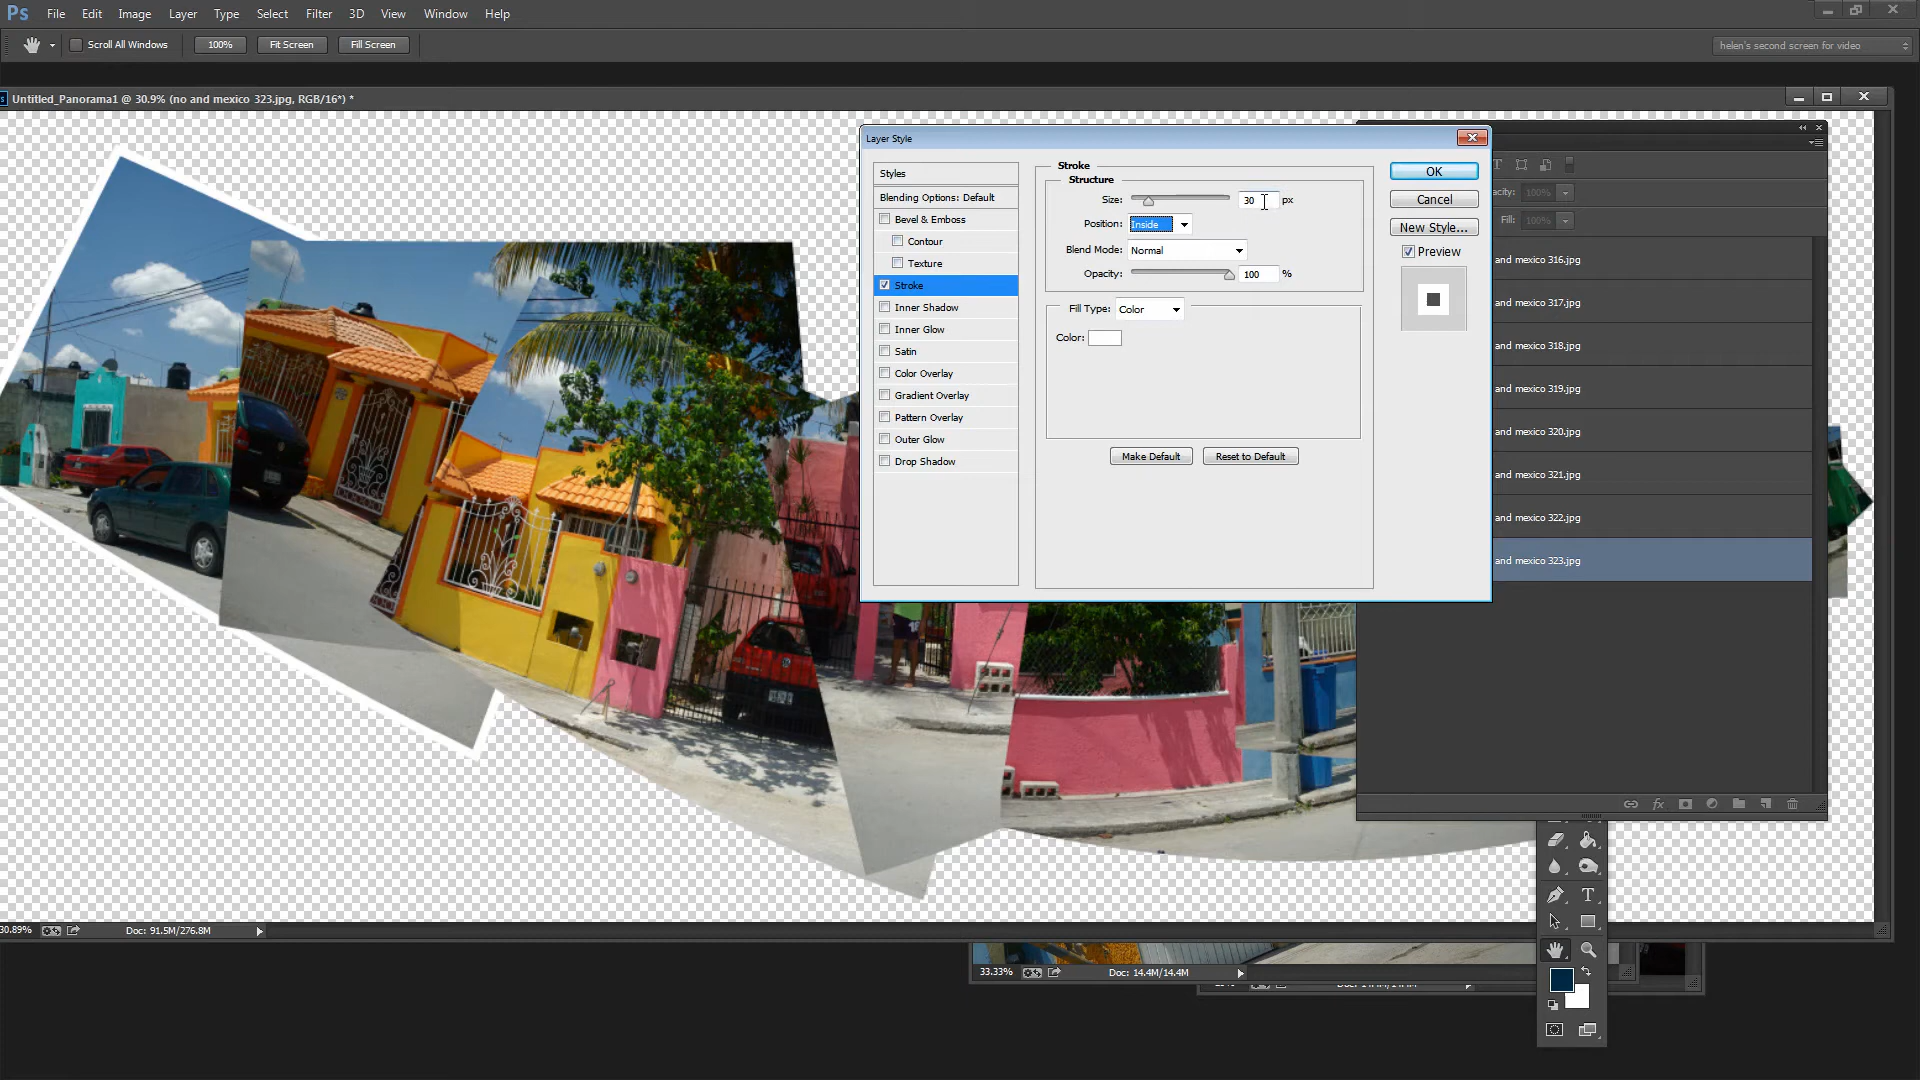 Ps File Edit Image Layer Type Select Filter 3D View Window Help
Scroll All Windows 100% Fit Screen Fill Screen helen's second screen for video
Untitled_Panorama1 @ 30.9% (no and mexico 323.jpg, RGB/16*) *
Layer Style
Styles
Blending Options: Default
Bevel & Emboss
Contour
Texture
Stroke
Inner Shadow
Inner Glow
Satin
Color Overlay
Gradient Overlay
Pattern Overlay
Outer Glow
Drop Shadow
Stroke
Structure
Size: 30 px
Position: Inside
Blend Mode: Normal
Opacity: 100 %
Fill Type: Color
Color:
Make Default Reset to Default
OK
Cancel
New Style...
Preview
acity: 100%
Fill: 100%
and mexico 316.jpg
and mexico 317.jpg
and mexico 318.jpg
and mexico 319.jpg
and mexico 320.jpg
and mexico 321.jpg
and mexico 322.jpg
and mexico 323.jpg
fx
T
30.89% Doc: 91.5M/276.8M
33.33% Doc: 14.4M/14.4M